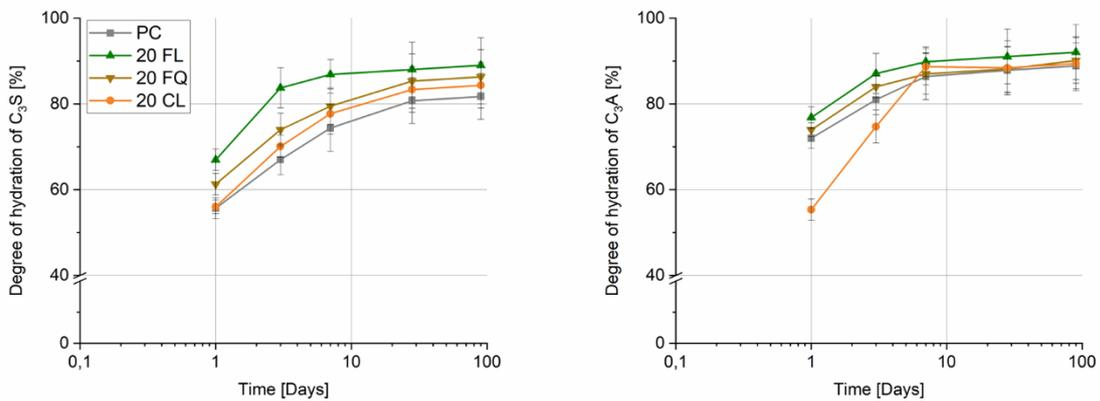 100
80
60
40
0
Degree of hydration of C₃S [%]
PC
20 FL
20 FQ
20 CL
0,1
1
10
100
Time [Days]
100
80
60
40
0
Degree of hydration of C₃A [%]
0,1
1
10
100
Time [Days]